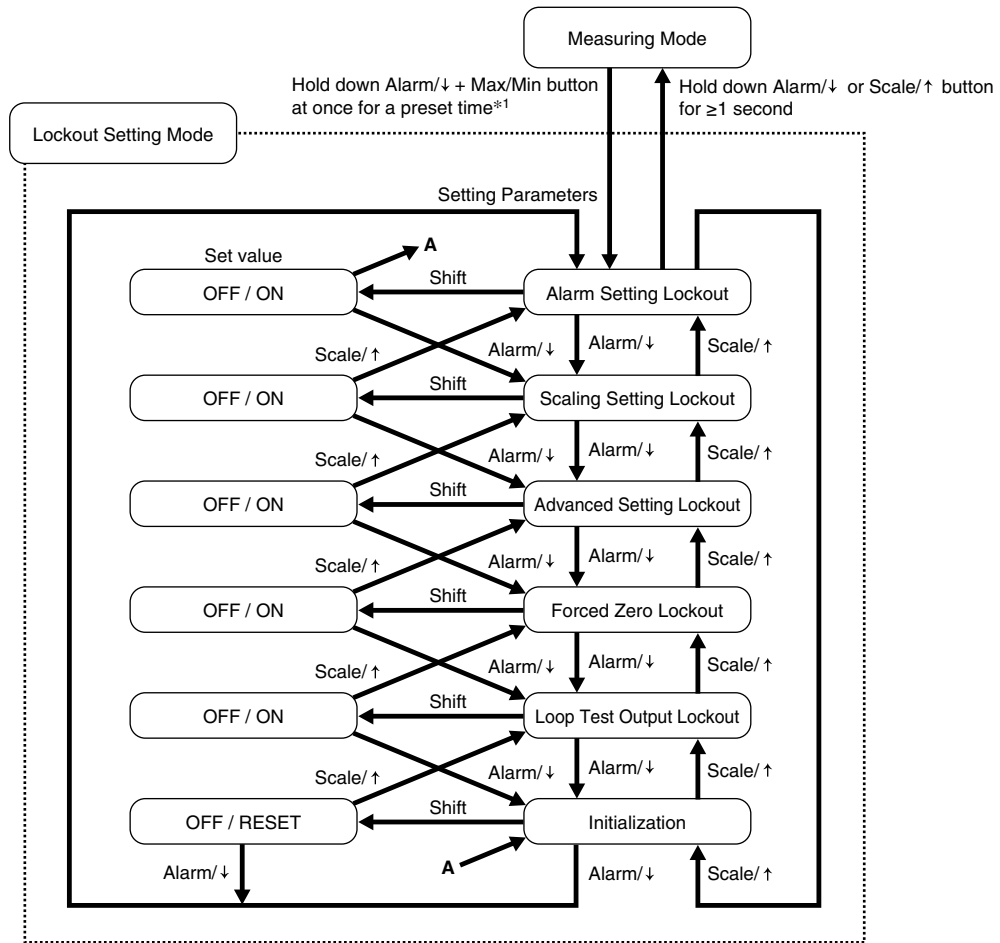 Measuring Mode
Hold down Alarm/↓ + Max/Min button
at once for a preset time*1
Hold down Alarm/↓ or Scale/↑ button
for ≥1 second
Lockout Setting Mode
Setting Parameters
A
Set value
OFF / ON
Shift
Alarm Setting Lockout
Scale/↑
Alarm/↓
Alarm/↓
Scale/↑
OFF / ON
Shift
Scaling Setting Lockout
Scale/↑
Alarm/↓
Alarm/↓
Scale/↑
OFF / ON
Shift
Advanced Setting Lockout
Scale/↑
Alarm/↓
Alarm/↓
Scale/↑
OFF / ON
Shift
Forced Zero Lockout
Scale/↑
Alarm/↓
Alarm/↓
Scale/↑
OFF / ON
Shift
Loop Test Output Lockout
Scale/↑
Alarm/↓
Alarm/↓
Scale/↑
OFF / RESET
Shift
Initialization
Alarm/↓
A
Alarm/↓
Scale/↑